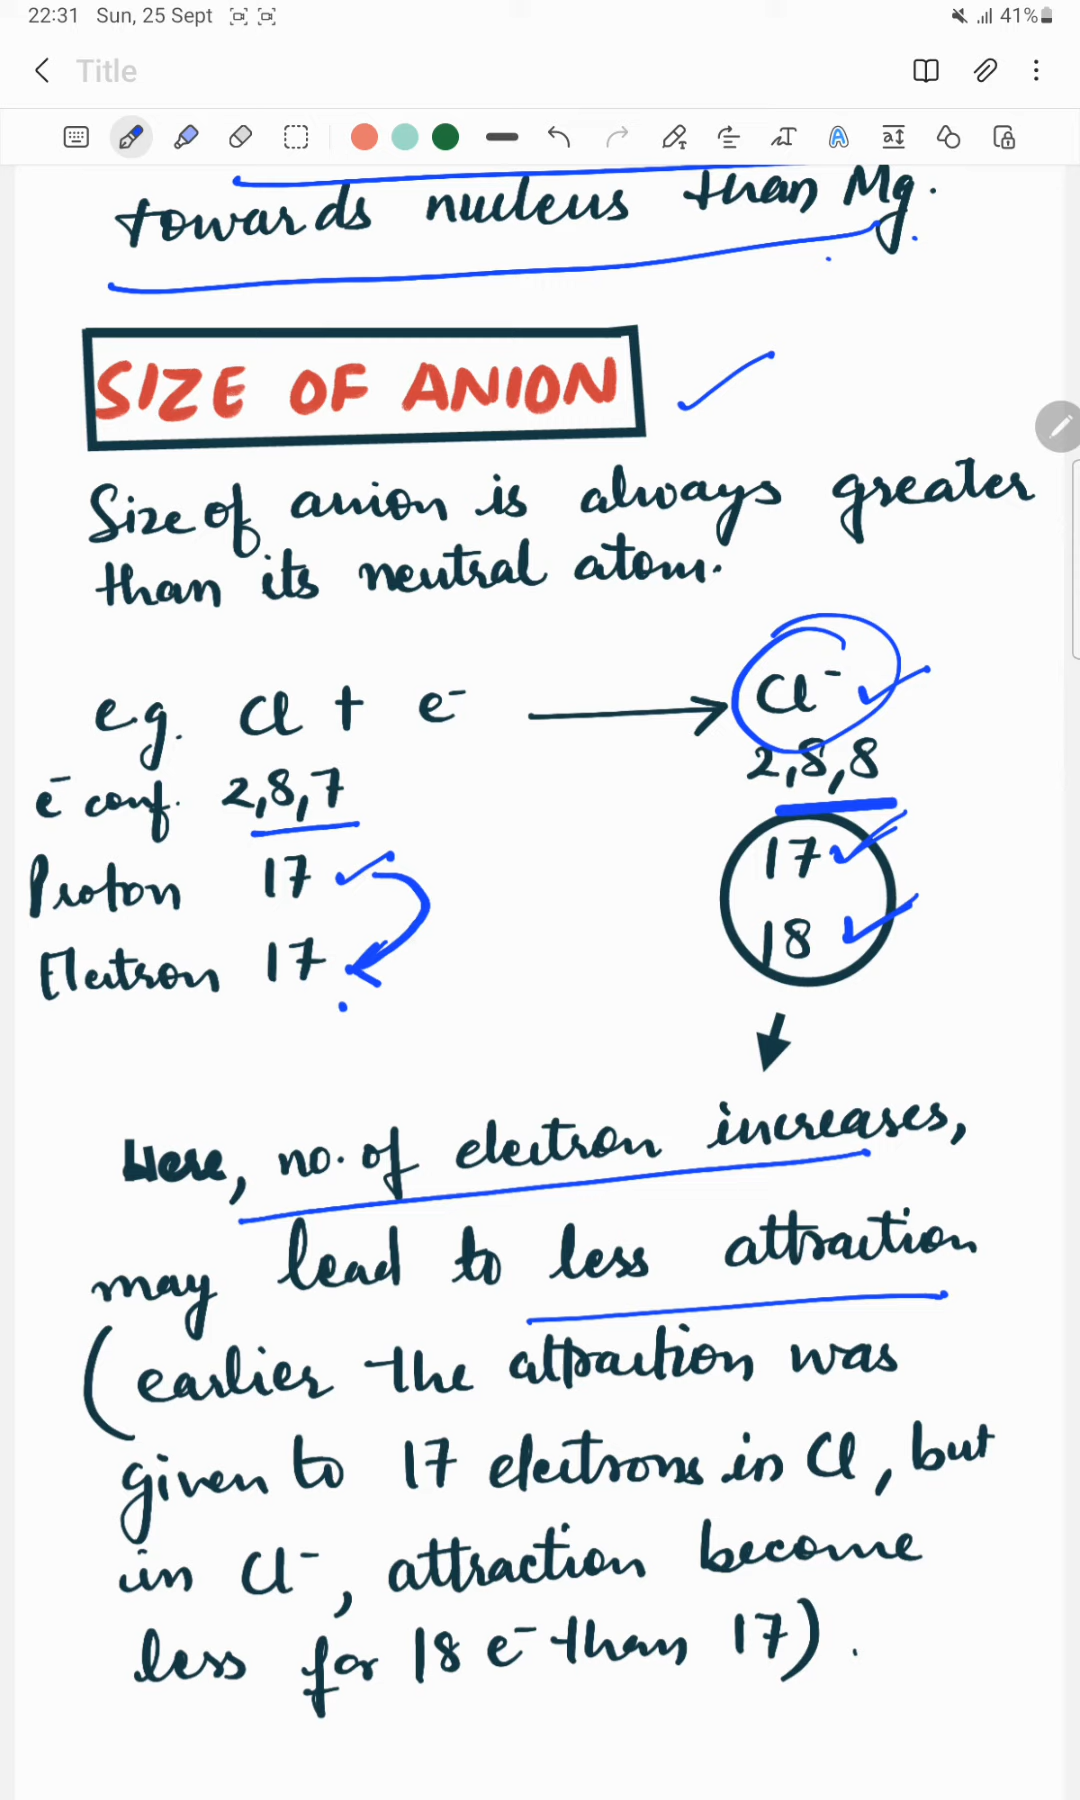 22:31 Sun, 25 Sept 41%
Title
towards nucleus than Mg.
SIZE OF ANION
Size of anion is always greater
than its neutral atom.
e.g. Cl + e⁻ → Cl⁻
e⁻ conf. 2,8,7 2,8,8
Proton 17 17
Electron 17 18
Here, no. of electron increases,
may lead to less attraction
(earlier the attraction was
given to 17 electrons in Cl, but
in Cl⁻, attraction become
less for 18 e⁻ than 17).